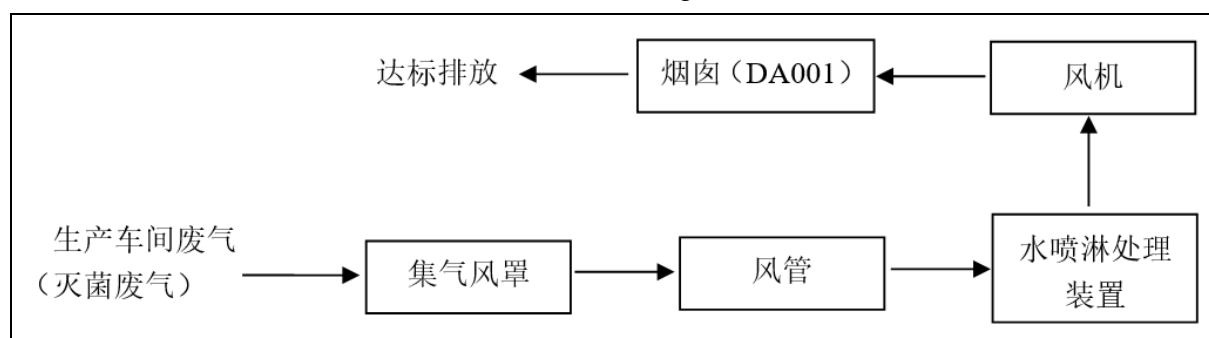 达标排放
烟囱（DA001）
风机
生产车间废气
（灭菌废气）
集气风罩
风管
水喷淋处理
装置